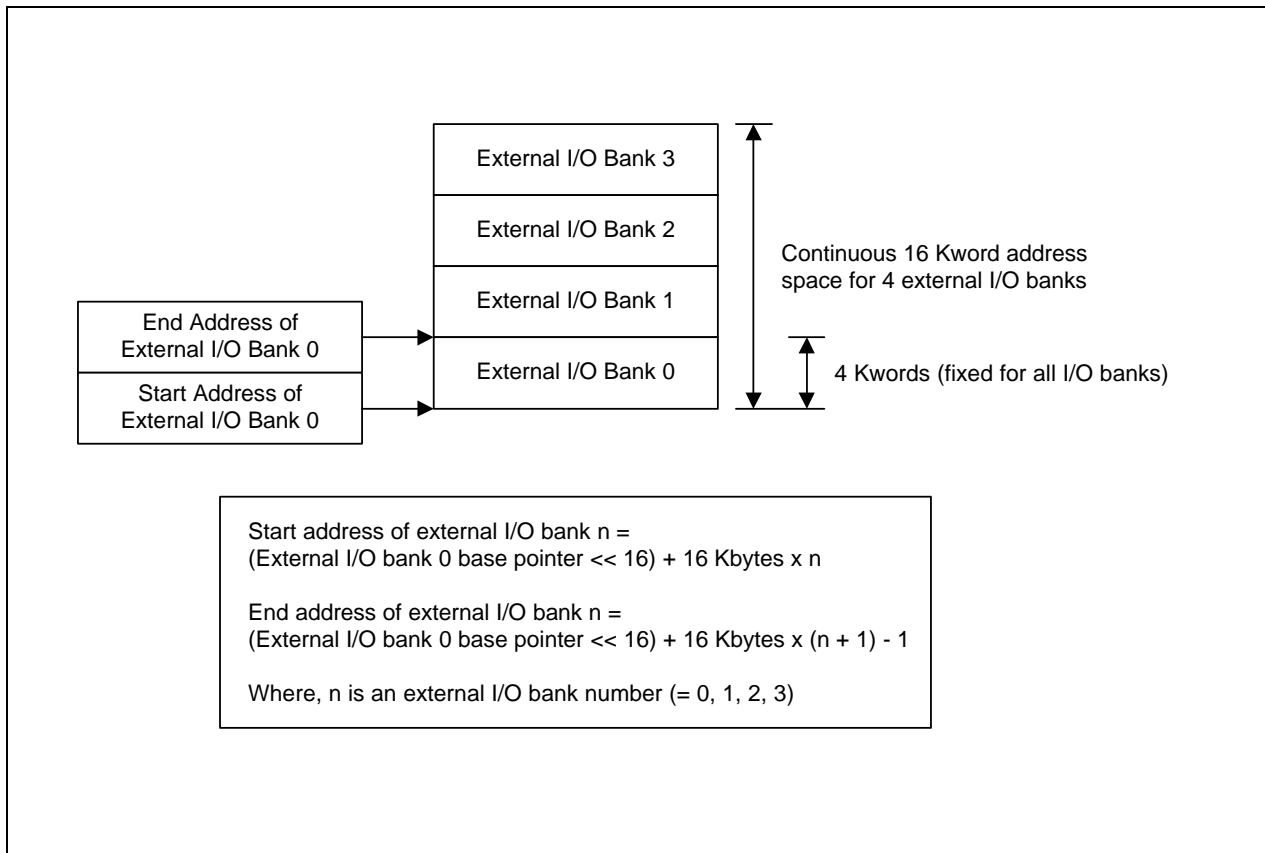 External I/O Bank 3
External I/O Bank 2
External I/O Bank 1
External I/O Bank 0
Continuous 16 Kword address
space for 4 external I/O banks
4 Kwords (fixed for all I/O banks)
End Address of
External I/O Bank 0
Start Address of
External I/O Bank 0
Start address of external I/O bank n =
(External I/O bank 0 base pointer << 16) + 16 Kbytes x n
End address of external I/O bank n =
(External I/O bank 0 base pointer << 16) + 16 Kbytes x (n + 1) - 1
Where, n is an external I/O bank number (= 0, 1, 2, 3)